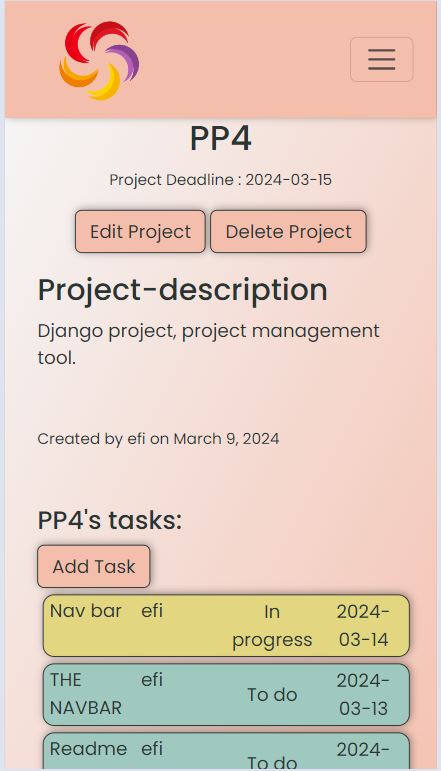 PP4
Project Deadline : 2024-03-15
Edit Project Delete Project
Project-description
Django project, project management
tool.
Created by efi on March 9, 2024
PP4's tasks:
Add Task
Nav bar efi In progress 2024-03-14
THE NAVBAR efi To do 2024-03-13
Readme efi To do 2024-